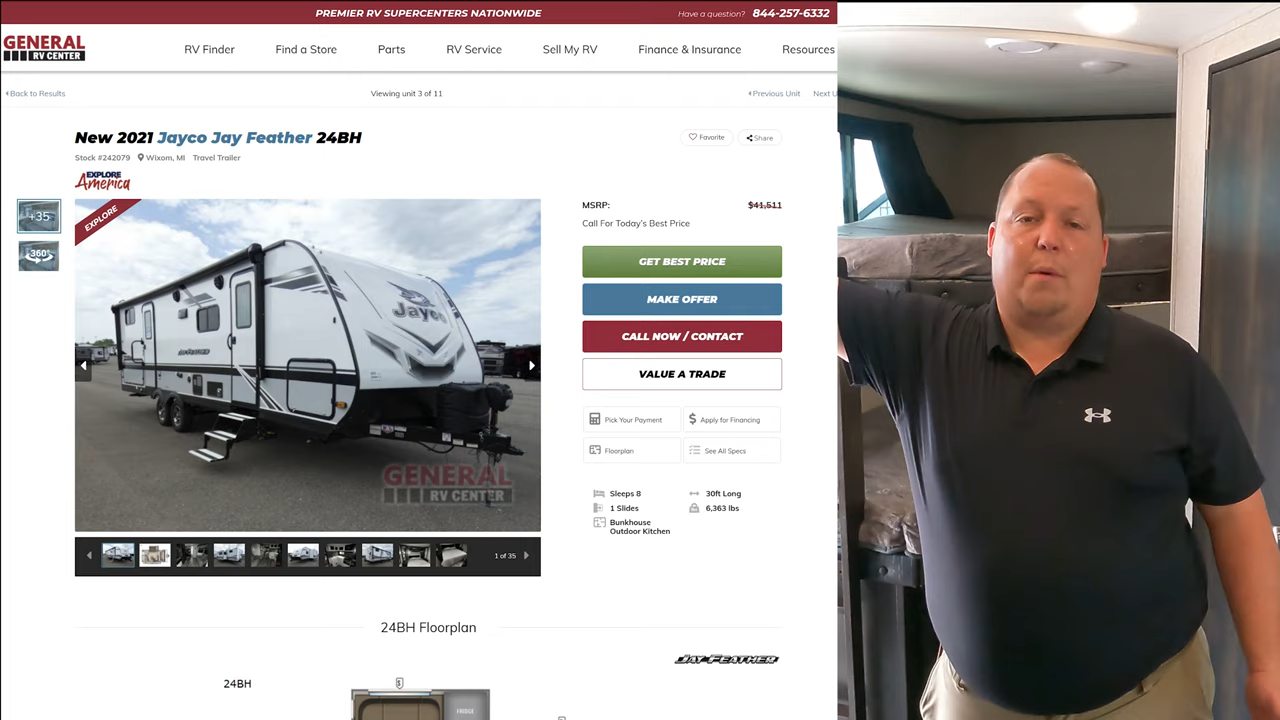 PREMIER RV SUPERCENTERS NATIONWIDE
Have a question? 844-257-6332
GENERAL
RV CENTER
RV Finder
Find a Store
Parts
RV Service
Sell My RV
Finance & Insurance
Resources
Back to Results
Viewing unit 3 of 11
Previous Unit
Next U
New 2021 Jayco Jay Feather 24BH
Favorite
Share
Stock #242079 Wixom, MI Travel Trailer
EXPLORE
America
+35
360°
EXPLORE
Jayco
JAY FEATHER
GENERAL
RV CENTER
1 of 35
MSRP: $41,511
Call For Today's Best Price
GET BEST PRICE
MAKE OFFER
CALL NOW / CONTACT
VALUE A TRADE
Pick Your Payment
Apply for Financing
Floorplan
See All Specs
Sleeps 8
30ft Long
1 Slides
6,363 lbs
Bunkhouse
Outdoor Kitchen
24BH Floorplan
JAY FEATHER
24BH
FRIDGE